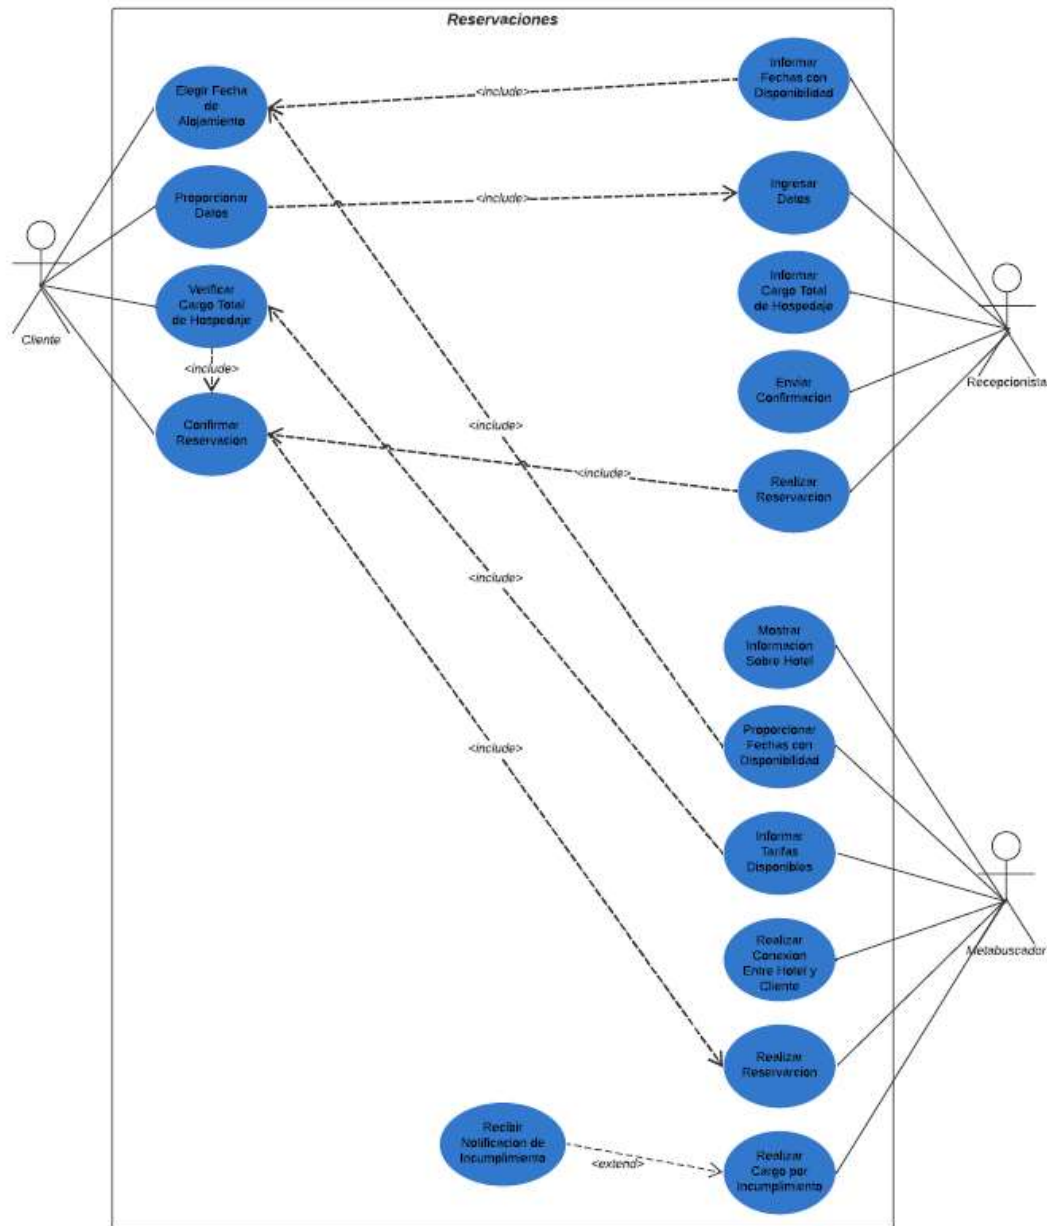 Reservaciones
Elegir Fecha
de
Alojamiento
<include>
Informar
Fechas con
Disponibilidad
Proporcionar
Datos
<include>
Ingresar
Datos
Cliente
Verificar
Cargo Total
de Hospedaje
<include>
Informar
Cargo Total
de Hospedaje
Recepcionista
Enviar
Confirmacion
Confirmar
Reservacion
<include>
<include>
Realizar
Reservarcion
<include>
Mostrar
Informacion
Sobre Hotel
<include>
Proporcionar
Fechas con
Disponibilidad
Informar
Tarifas
Disponibles
Metabuscador
Realizar
Conexion
Entre Hotel y
Cliente
Realizar
Reservarcion
Recibir
Notificacion de
Incumplimiento
<extend>
Realizar
Cargo por
Incumplimiento